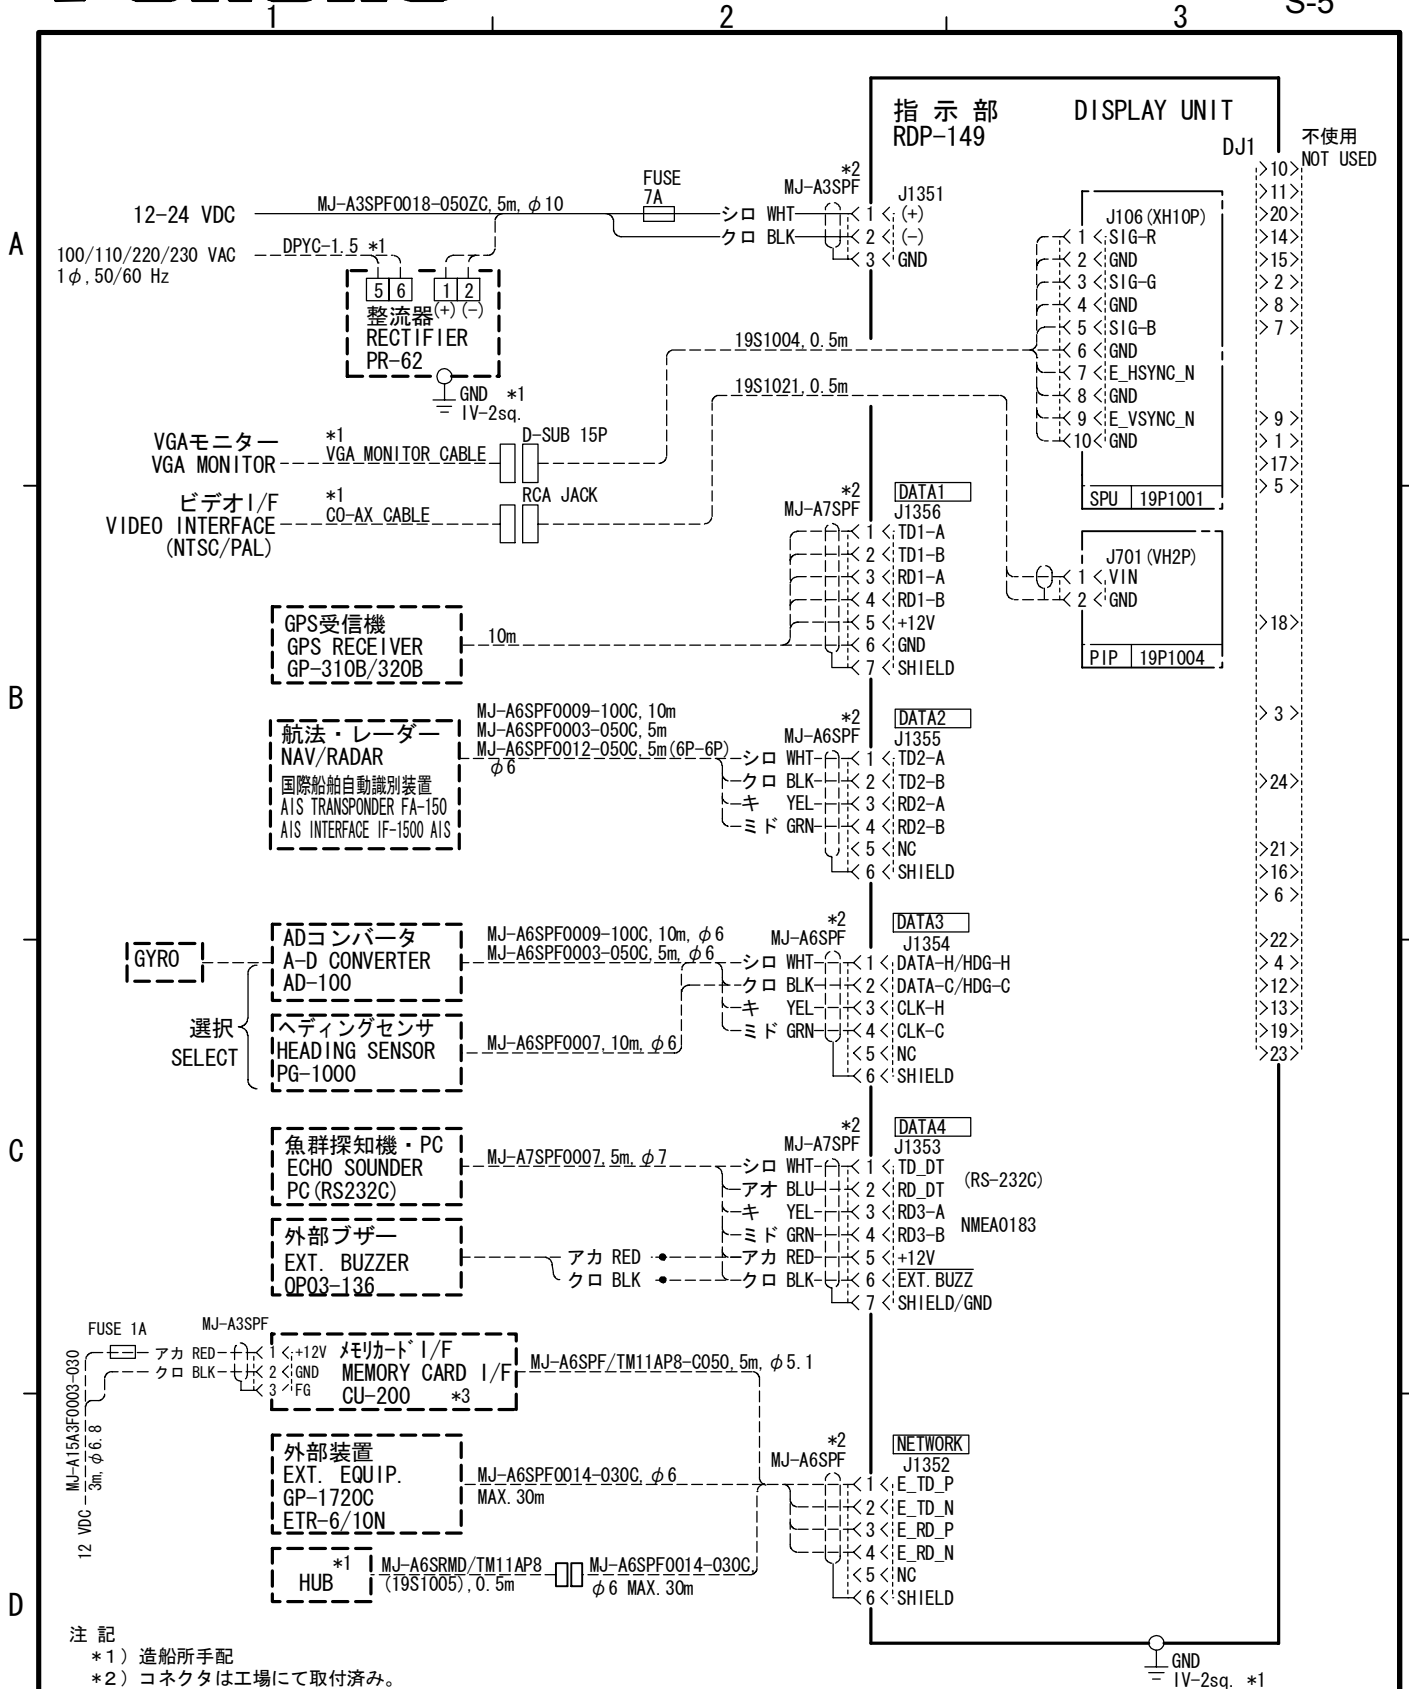 S-5
1 2 3
指 示 部 DISPLAY UNIT
RDP-149
DJ1
不使用
NOT USED
A
12-24 VDC
MJ-A3SPF0018-050ZC, 5m, φ10
FUSE
7A
*2
MJ-A3SPF
J1351
シロ WHT 1 (+)
クロ BLK 2 (-)
3 GND
100/110/220/230 VAC
1φ, 50/60 Hz
DPYC-1.5 *1
5 6 1 2
(+) (-)
整流器
RECTIFIER
PR-62
GND *1
IV-2sq.
J106(XH10P)
1 SIG-R
2 GND
3 SIG-G
4 GND
5 SIG-B
6 GND
7 E_HSYNC_N
8 GND
9 E_VSYNC_N
10 GND
SPU 19P1001
19S1004, 0.5m
19S1021, 0.5m
VGAモニター
VGA MONITOR
*1
VGA MONITOR CABLE
D-SUB 15P
ビデオI/F
VIDEO INTERFACE
(NTSC/PAL)
*1
CO-AX CABLE
RCA JACK
J701(VH2P)
1 VIN
2 GND
PIP 19P1004
10
11
20
14
15
2
8
7
9
1
17
5
18
3
24
21
16
6
22
4
12
13
19
23
B
GPS受信機
GPS RECEIVER
GP-310B/320B
10m
*2
MJ-A7SPF
DATA1
J1356
1 TD1-A
2 TD1-B
3 RD1-A
4 RD1-B
5 +12V
6 GND
7 SHIELD
航法・レーダー
NAV/RADAR
国際船舶自動識別装置
AIS TRANSPONDER FA-150
AIS INTERFACE IF-1500 AIS
MJ-A6SPF0009-100C, 10m
MJ-A6SPF0003-050C, 5m
MJ-A6SPF0012-050C, 5m(6P-6P)
φ6
*2
MJ-A6SPF
DATA2
J1355
シロ WHT 1 TD2-A
クロ BLK 2 TD2-B
キ YEL 3 RD2-A
ミド GRN 4 RD2-B
5 NC
6 SHIELD
C
GYRO
ADコンバータ
A-D CONVERTER
AD-100
選択
SELECT
ヘディングセンサ
HEADING SENSOR
PG-1000
MJ-A6SPF0009-100C, 10m, φ6
MJ-A6SPF0003-050C, 5m, φ6
MJ-A6SPF0007, 10m, φ6
*2
MJ-A6SPF
DATA3
J1354
シロ WHT 1 DATA-H/HDG-H
クロ BLK 2 DATA-C/HDG-C
キ YEL 3 CLK-H
ミド GRN 4 CLK-C
5 NC
6 SHIELD
魚群探知機・PC
ECHO SOUNDER
PC(RS232C)
MJ-A7SPF0007, 5m, φ7
*2
MJ-A7SPF
DATA4
J1353
シロ WHT 1 TD_DT
アオ BLU 2 RD_DT
(RS-232C)
キ YEL 3 RD3-A
ミド GRN 4 RD3-B
NMEA0183
アカ RED アカ RED 5 +12V
クロ BLK クロ BLK 6 EXT.BUZZ
7 SHIELD/GND
外部ブザー
EXT. BUZZER
OP03-136
FUSE 1A
MJ-A3SPF
アカ RED 1 +12V
クロ BLK 2 GND
3 FG
ﾒﾓﾘｶｰﾄﾞ I/F
MEMORY CARD I/F
CU-200 *3
MJ-A6SPF/TM11AP8-C050, 5m, φ5.1
MJ-A15A3F0003-030
3m, φ6.8
12 VDC
D
外部装置
EXT. EQUIP.
GP-1720C
ETR-6/10N
MJ-A6SPF0014-030C, φ6
MAX. 30m
*2
MJ-A6SPF
NETWORK
J1352
1 E_TD_P
2 E_TD_N
3 E_RD_P
4 E_RD_N
5 NC
6 SHIELD
*1
HUB
MJ-A6SRMD/TM11AP8
(19S1005), 0.5m
MJ-A6SPF0014-030C,
φ6 MAX. 30m
GND
IV-2sq. *1
注 記
*1) 造船所手配
*2) コネクタは工場にて取付済み。